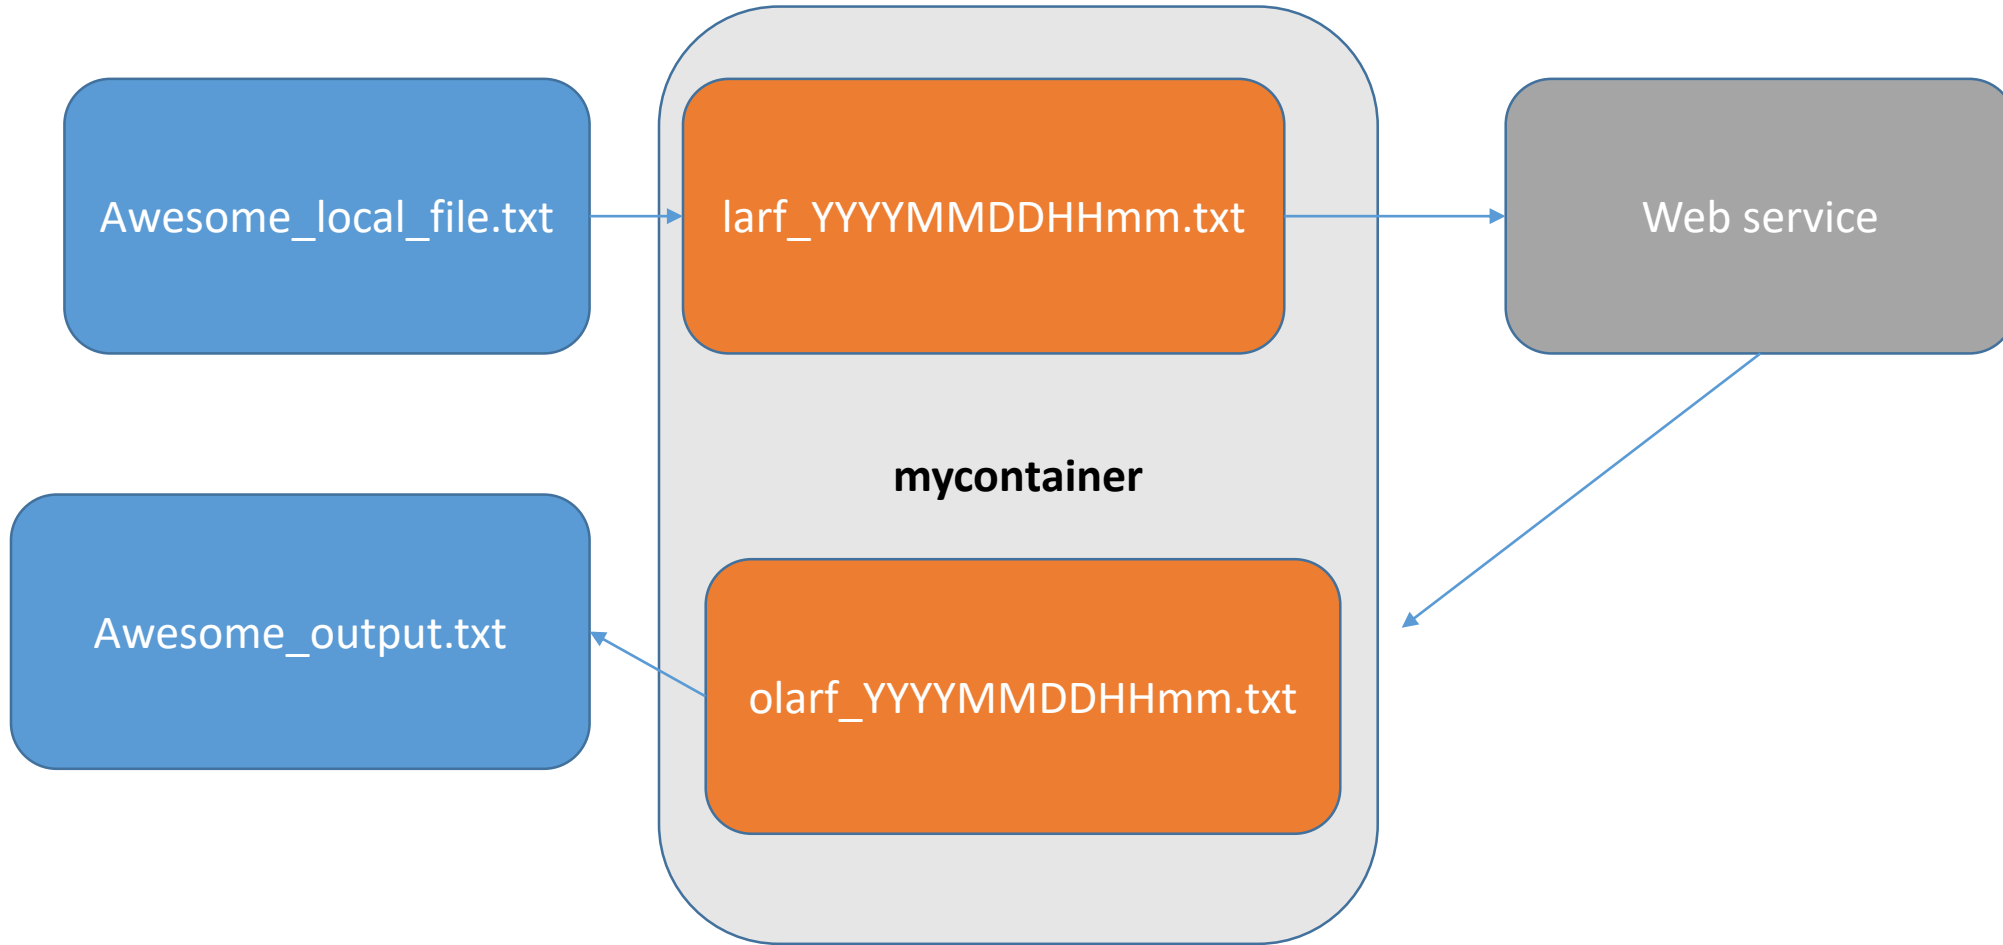 Awesome_local_file.txt
larf_YYYYMMDDHHmm.txt
Web service
mycontainer
Awesome_output.txt
olarf_YYYYMMDDHHmm.txt